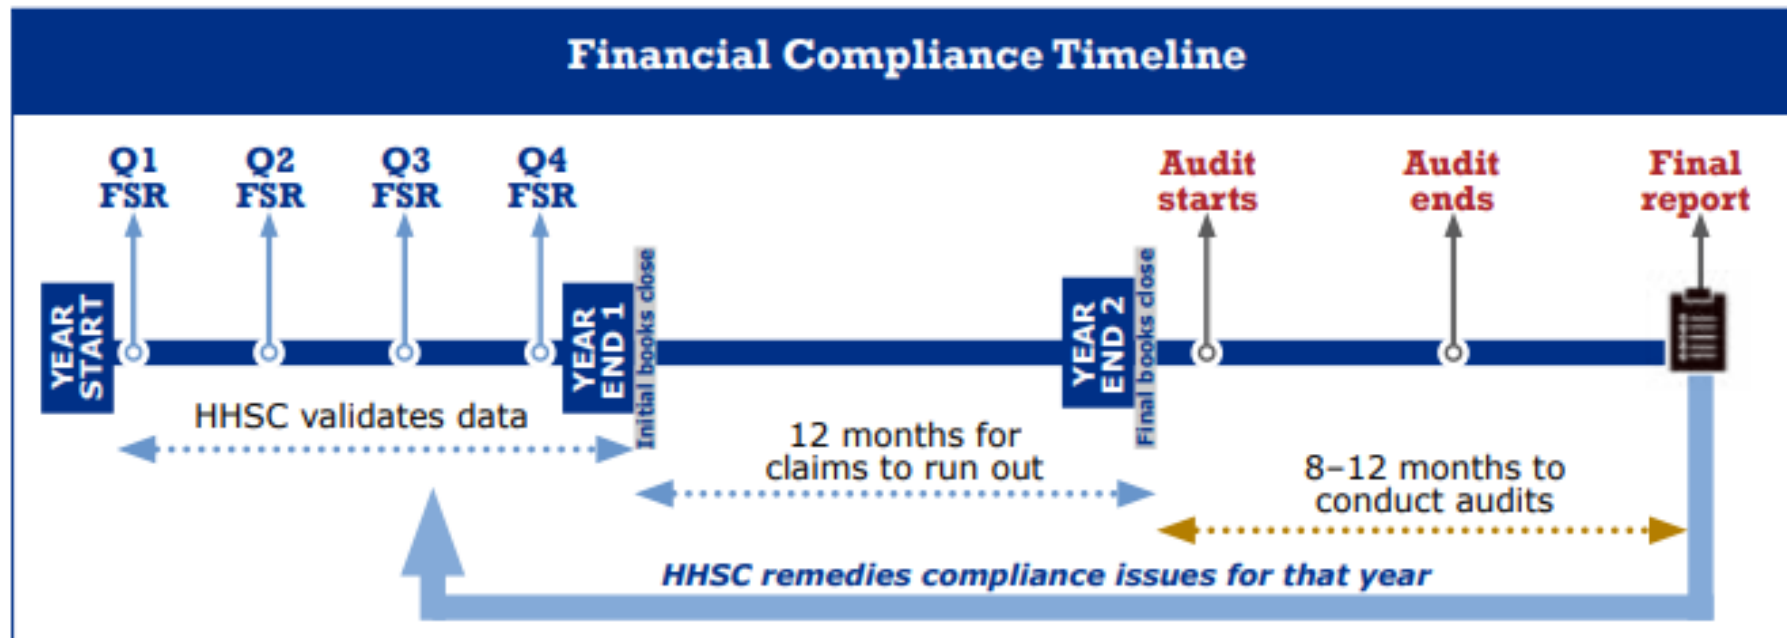 Financial Compliance Timeline
Q1
FSR
Q2
FSR
Q3
FSR
Q4
FSR
Audit
starts
Audit
ends
Final
report
YEAR
START
YEAR
END 1
Initial books close
YEAR
END 2
Final books close
HHSC validates data
12 months for
claims to run out
8–12 months to
conduct audits
HHSC remedies compliance issues for that year